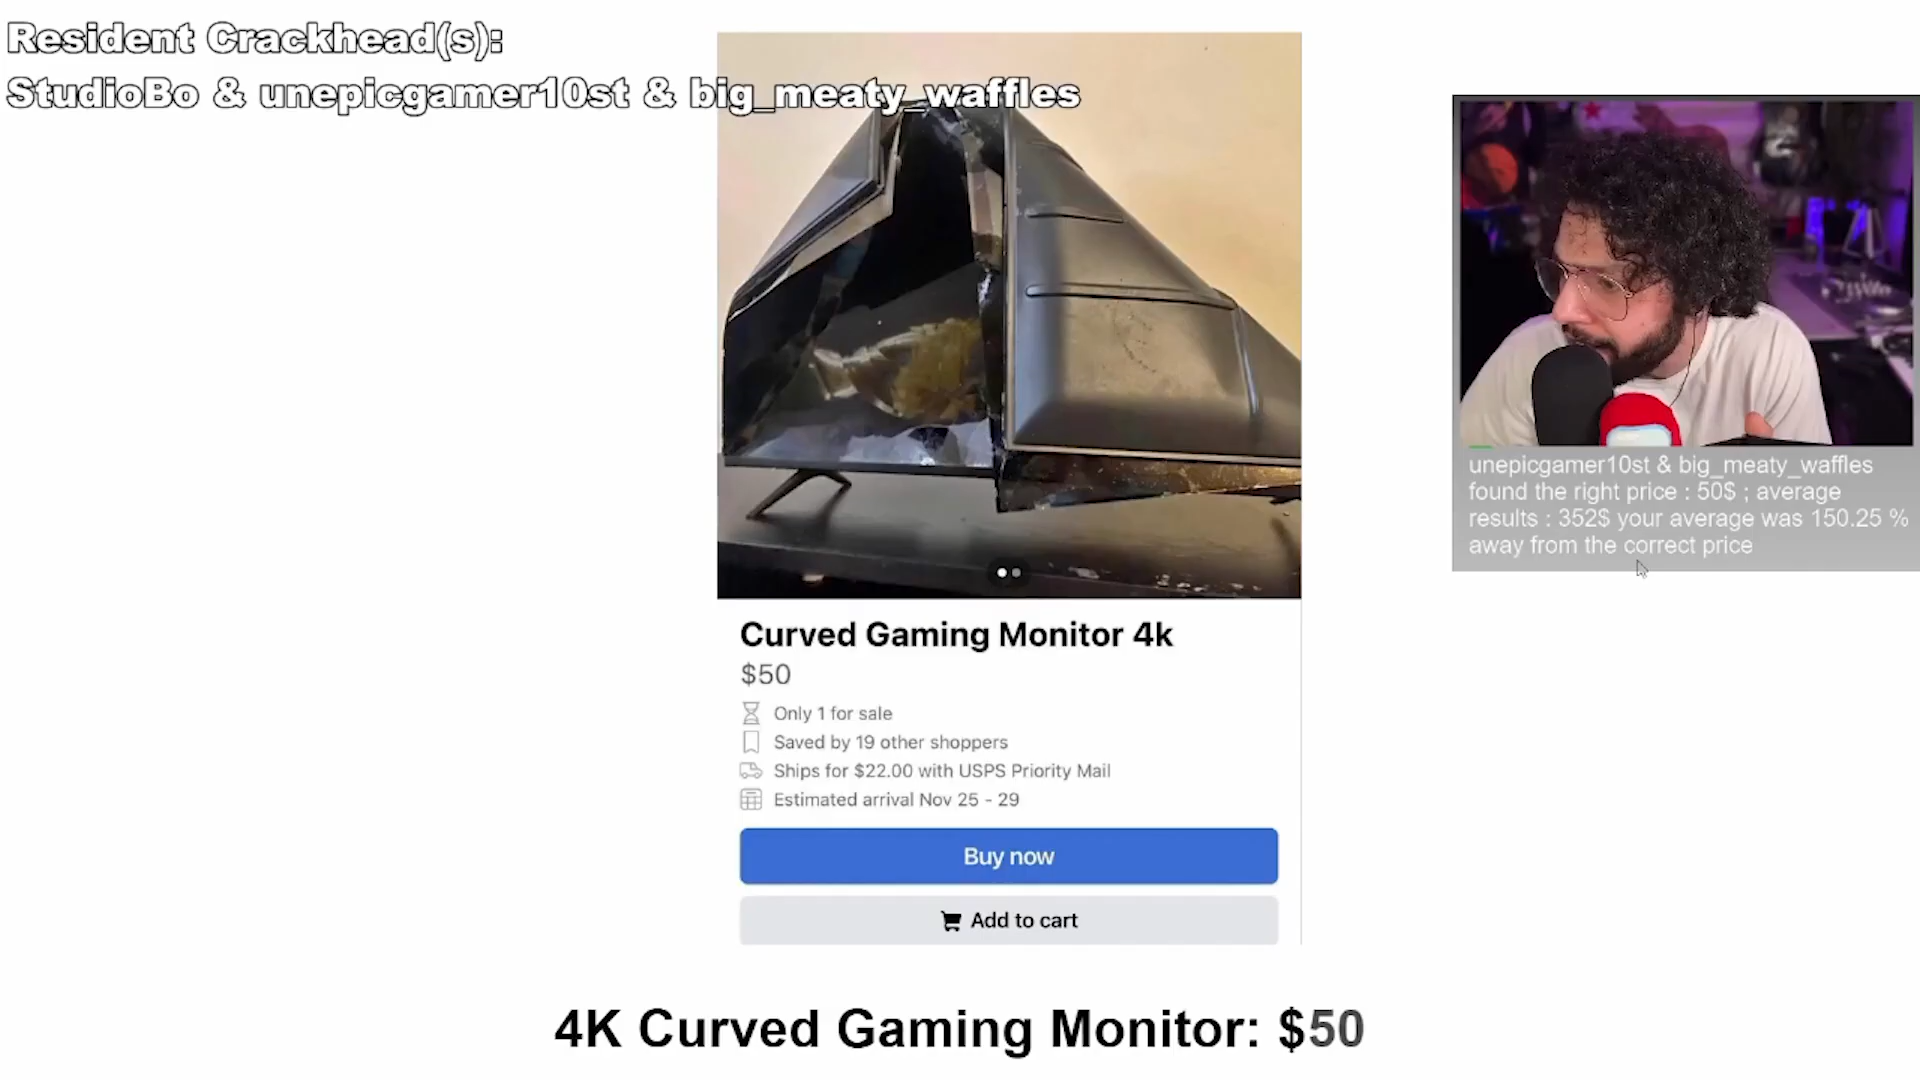 Resident Crackhead(s):
StudioBo & unepicgamer10st & big_meaty_waffles
unepicgamer10st & big_meaty_waffles
found the right price : 50$ ; average
results : 352$ your average was 150.25 %
away from the correct price
Curved Gaming Monitor 4k
$50
Only 1 for sale
Saved by 19 other shoppers
Ships for $22.00 with USPS Priority Mail
Estimated arrival Nov 25 - 29
Buy now
Add to cart
4K Curved Gaming Monitor: $50